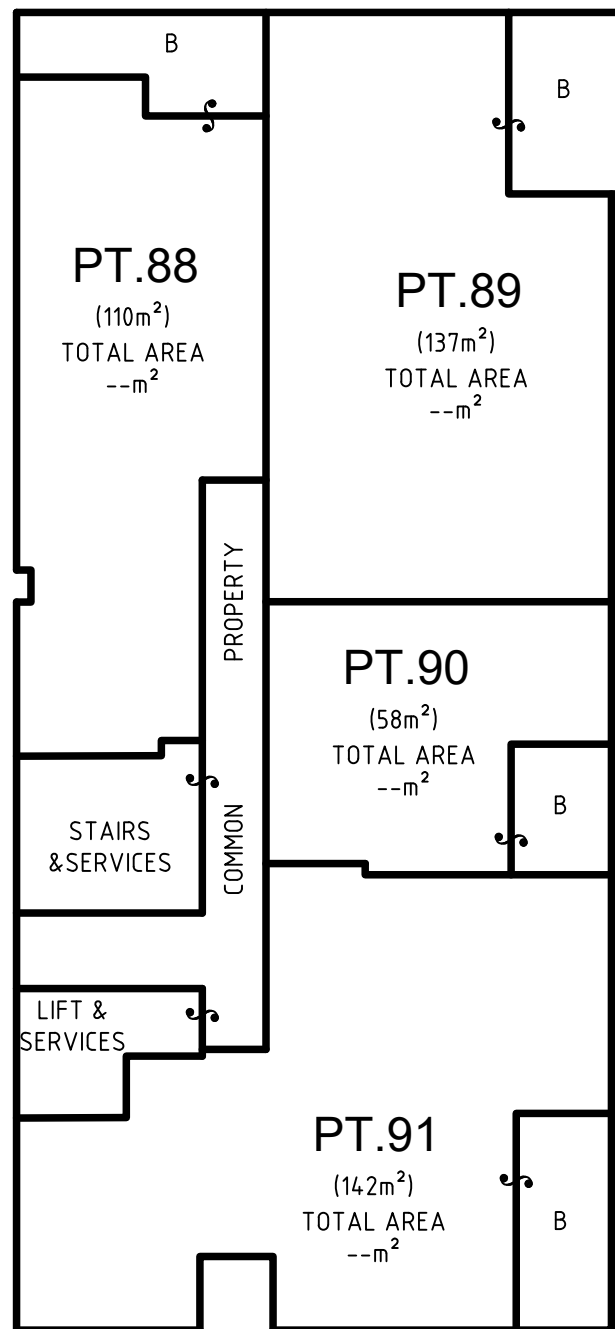 B
B
PT.88
(110m²)
TOTAL AREA
--m²
PT.89
(137m²)
TOTAL AREA
--m²
PROPERTY
COMMON
PT.90
(58m²)
TOTAL AREA
--m²
B
STAIRS
&SERVICES
LIFT &
SERVICES
PT.91
(142m²)
TOTAL AREA
--m²
B